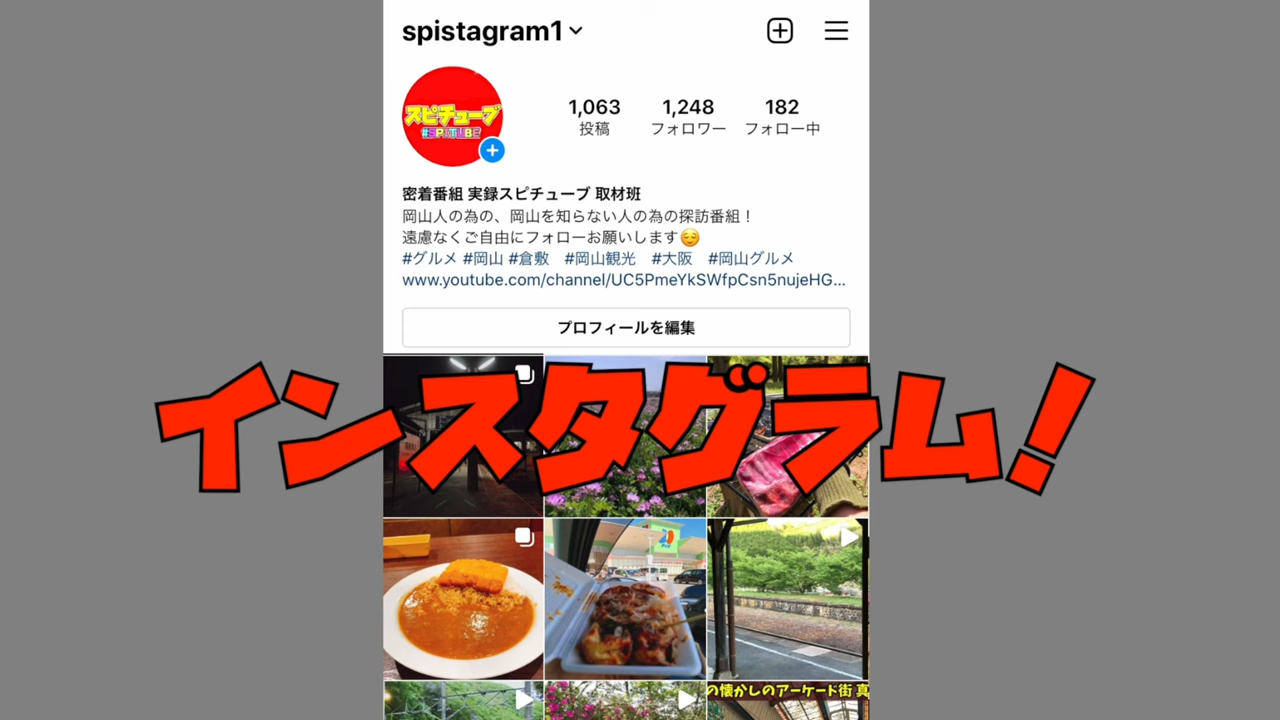 spistagram1
スピチューブ
#SPITUBE
1,063
1,248
182
投稿
フォロワー
フォロー中
密着番組 実録スピチューブ 取材班
岡山人の為の、岡山を知らない人の為の探訪番組！
遠慮なくご自由にフォローお願いします😌
#グルメ #岡山 #倉敷　#岡山観光　#大阪　#岡山グルメ
www.youtube.com/channel/UC5PmeYkSWfpCsn5nujeHG...
プロフィールを編集
インスタグラム！
の懐かしのアーケード街 真